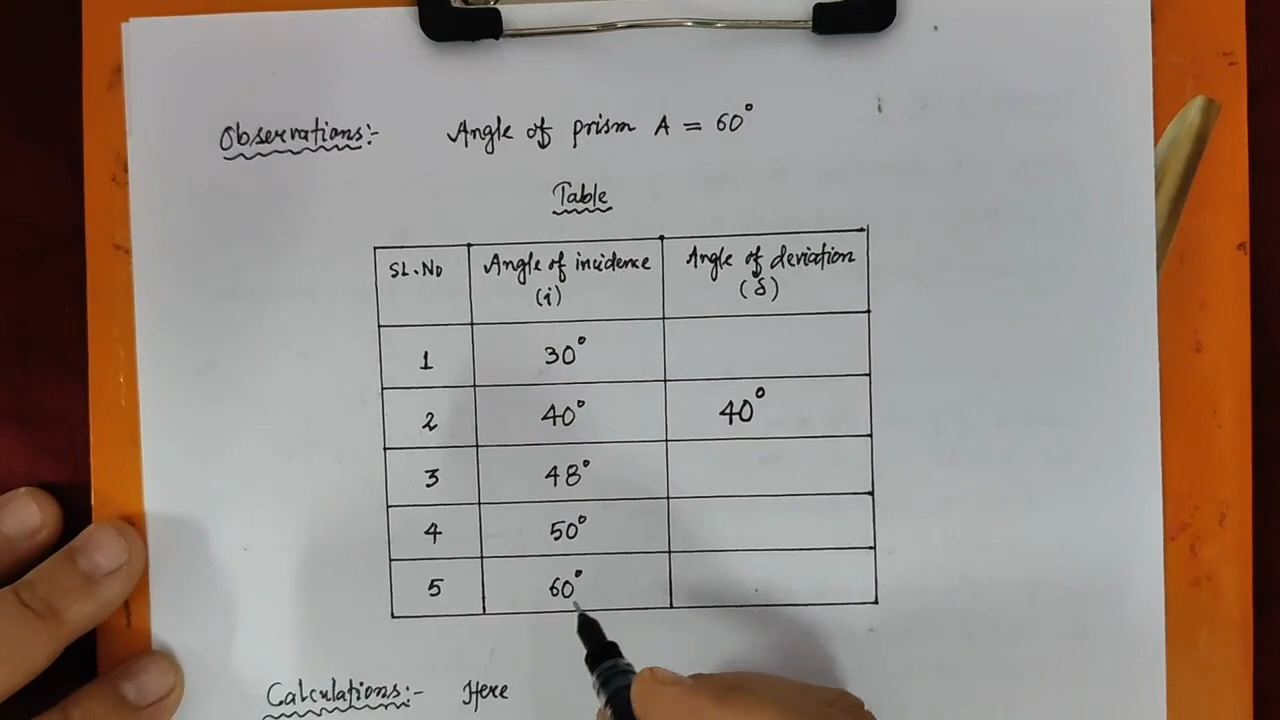 Observations:- Angle of prism A = 60°
Table
SL.No Angle of incidence (i) Angle of deviation (δ)
1 30°
2 40° 40°
3 48°
4 50°
5 60°
Calculations:- Here